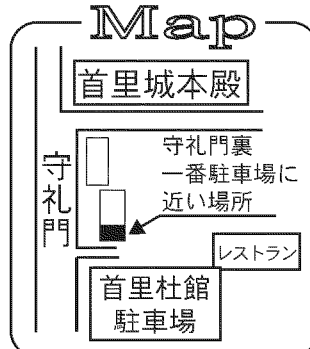 Map
首里城本殿
守礼門
守礼門裏
一番駐車場に
近い場所
レストラン
首里杜館
駐車場